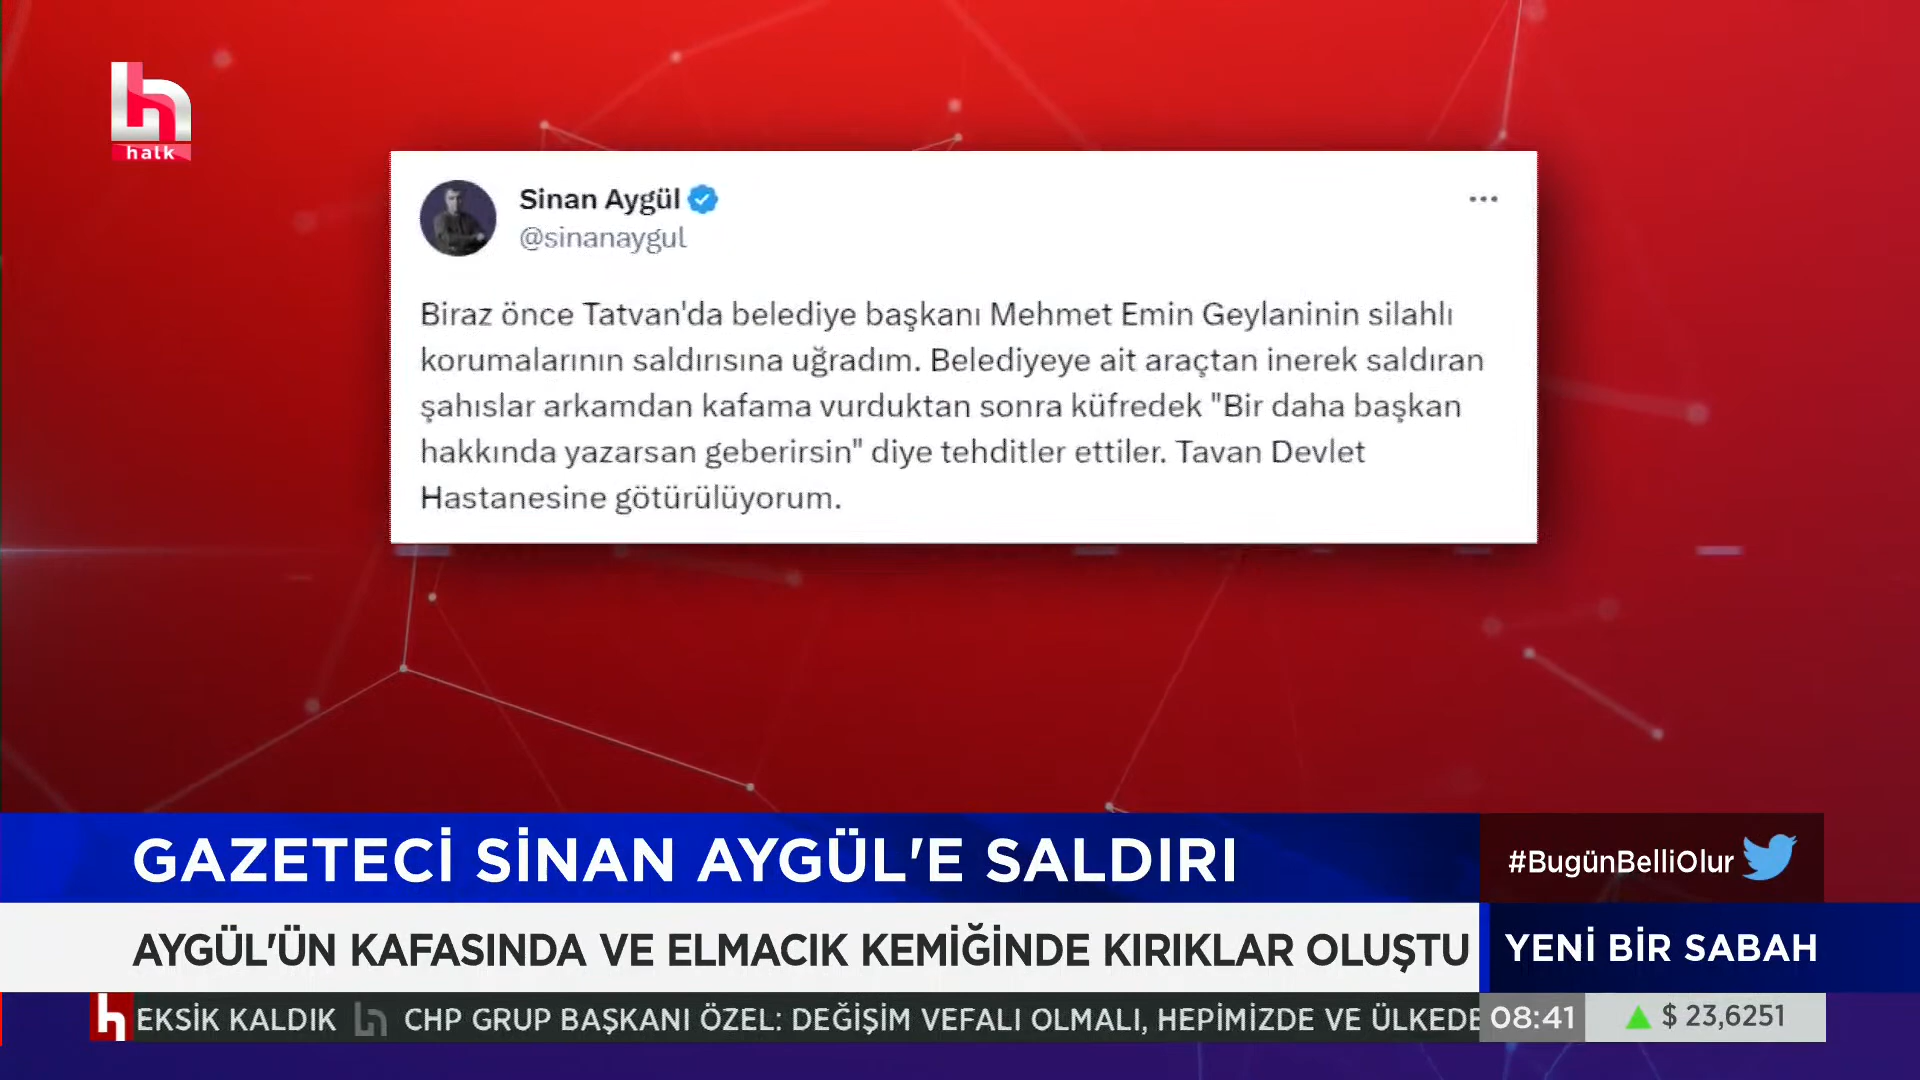 halk
Sinan Aygül
@sinanaygul
Biraz önce Tatvan'da belediye başkanı Mehmet Emin Geylaninin silahlı
korumalarının saldırısına uğradım. Belediyeye ait araçtan inerek saldıran
şahıslar arkamdan kafama vurduktan sonra küfredek "Bir daha başkan
hakkında yazarsan geberirsin" diye tehditler ettiler. Tavan Devlet
Hastanesine götürülüyorum.
GAZETECİ SİNAN AYGÜL'E SALDIRI
#BugünBelliOlur
AYGÜL'ÜN KAFASINDA VE ELMACIK KEMİĞİNDE KIRIKLAR OLUŞTU
YENİ BİR SABAH
EKSİK KALDIK CHP GRUP BAŞKANI ÖZEL: DEĞİŞİM VEFALI OLMALI, HEPİMİZDE VE ÜLKEDE
08:41
$ 23,6251